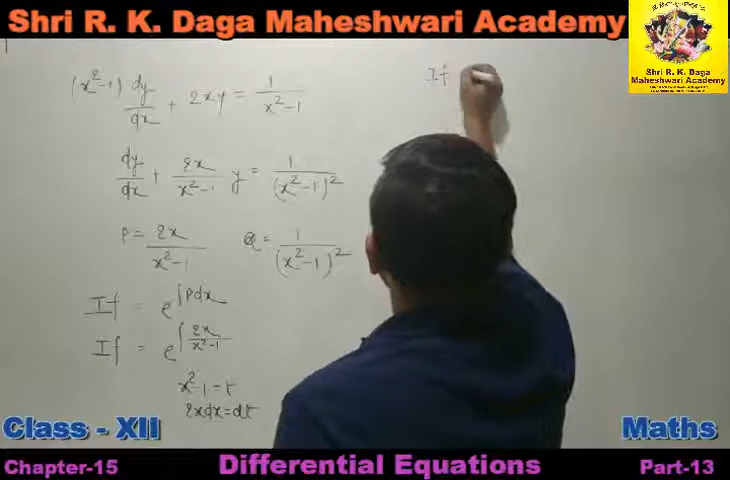 Shri R. K. Daga Maheshwari Academy
Shri R. K. Daga
Maheshwari Academy
(x²-1) dy/dx + 2xy = 1/(x²-1)
dy/dx + 2x/(x²-1) y = 1/(x²-1)²
P = 2x/(x²-1) Q = 1/(x²-1)²
If = e^∫Pdx
If = e^∫2x/(x²-1)
x²-1 = t
2xdx = dt
If
Class - XII
Maths
Chapter-15
Differential Equations
Part-13